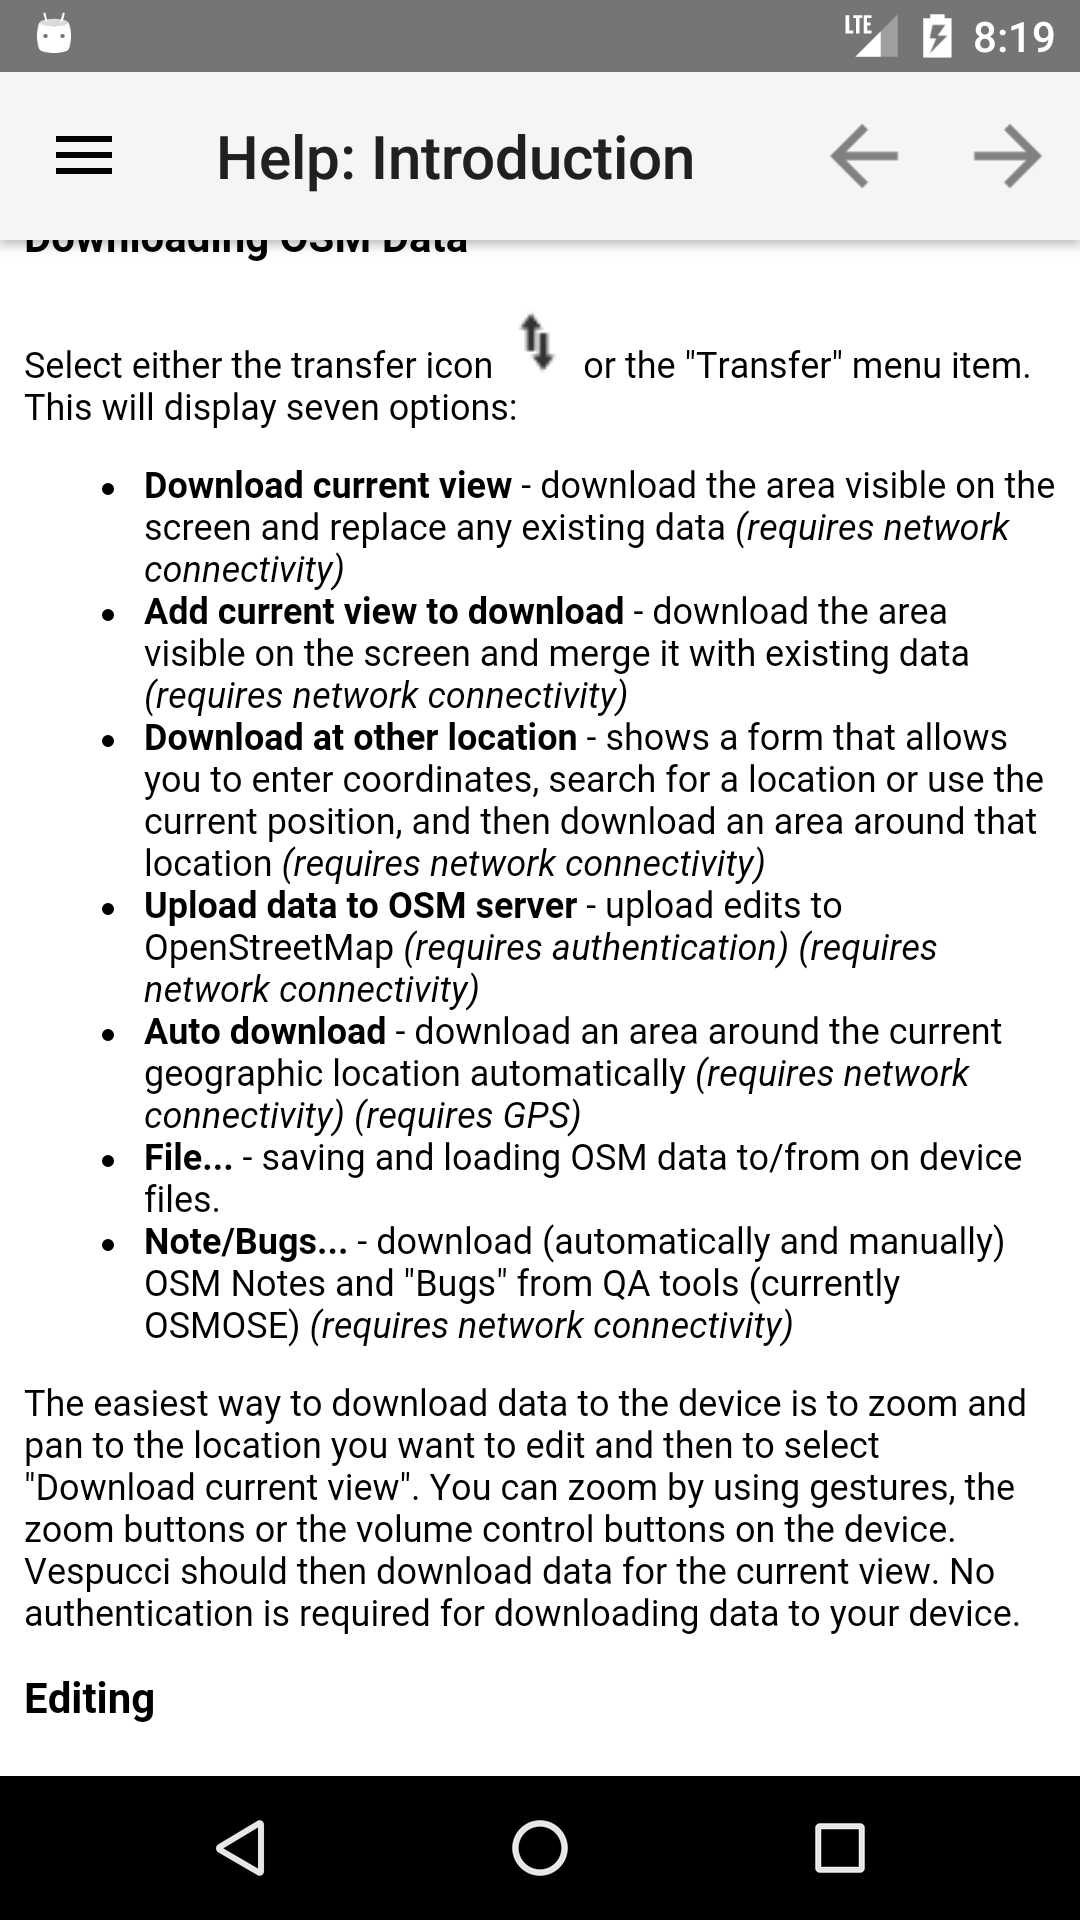 LTE 8:19
Help: Introduction
Downloading OSM Data
Select either the transfer icon or the "Transfer" menu item.
This will display seven options:
Download current view - download the area visible on the
screen and replace any existing data (requires network
connectivity)
Add current view to download - download the area
visible on the screen and merge it with existing data
(requires network connectivity)
Download at other location - shows a form that allows
you to enter coordinates, search for a location or use the
current position, and then download an area around that
location (requires network connectivity)
Upload data to OSM server - upload edits to
OpenStreetMap (requires authentication) (requires
network connectivity)
Auto download - download an area around the current
geographic location automatically (requires network
connectivity) (requires GPS)
File... - saving and loading OSM data to/from on device
files.
Note/Bugs... - download (automatically and manually)
OSM Notes and "Bugs" from QA tools (currently
OSMOSE) (requires network connectivity)
The easiest way to download data to the device is to zoom and
pan to the location you want to edit and then to select
"Download current view". You can zoom by using gestures, the
zoom buttons or the volume control buttons on the device.
Vespucci should then download data for the current view. No
authentication is required for downloading data to your device.
Editing